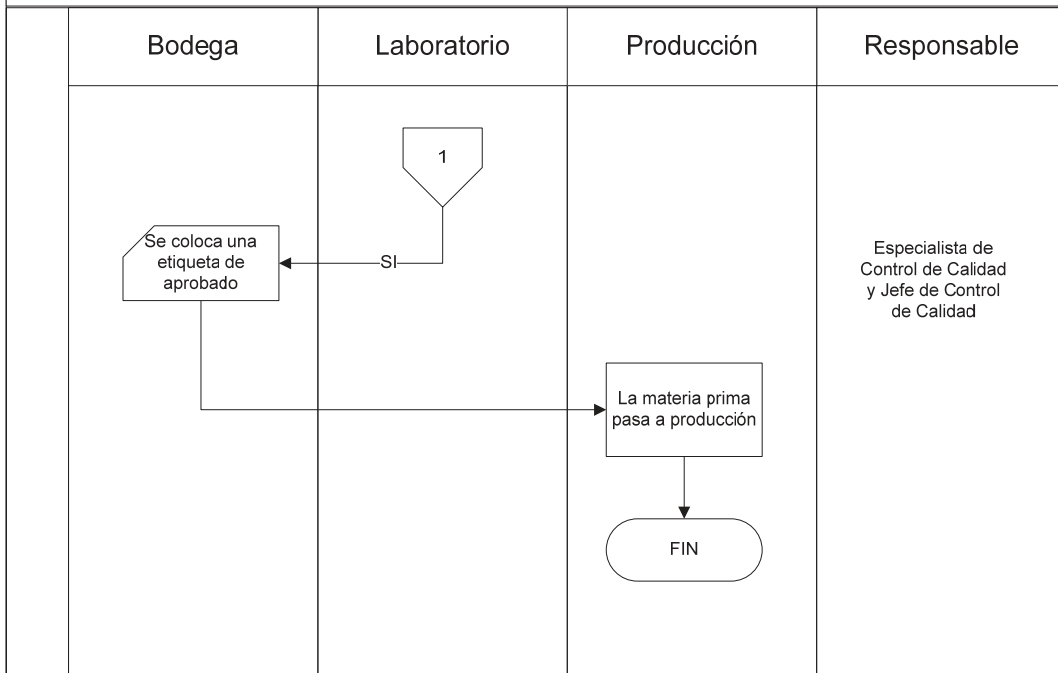 Bodega
Laboratorio
Producción
Responsable
1
SI
Se coloca una
etiqueta de
aprobado
Especialista de
Control de Calidad
y Jefe de Control
de Calidad
La materia prima
pasa a producción
FIN